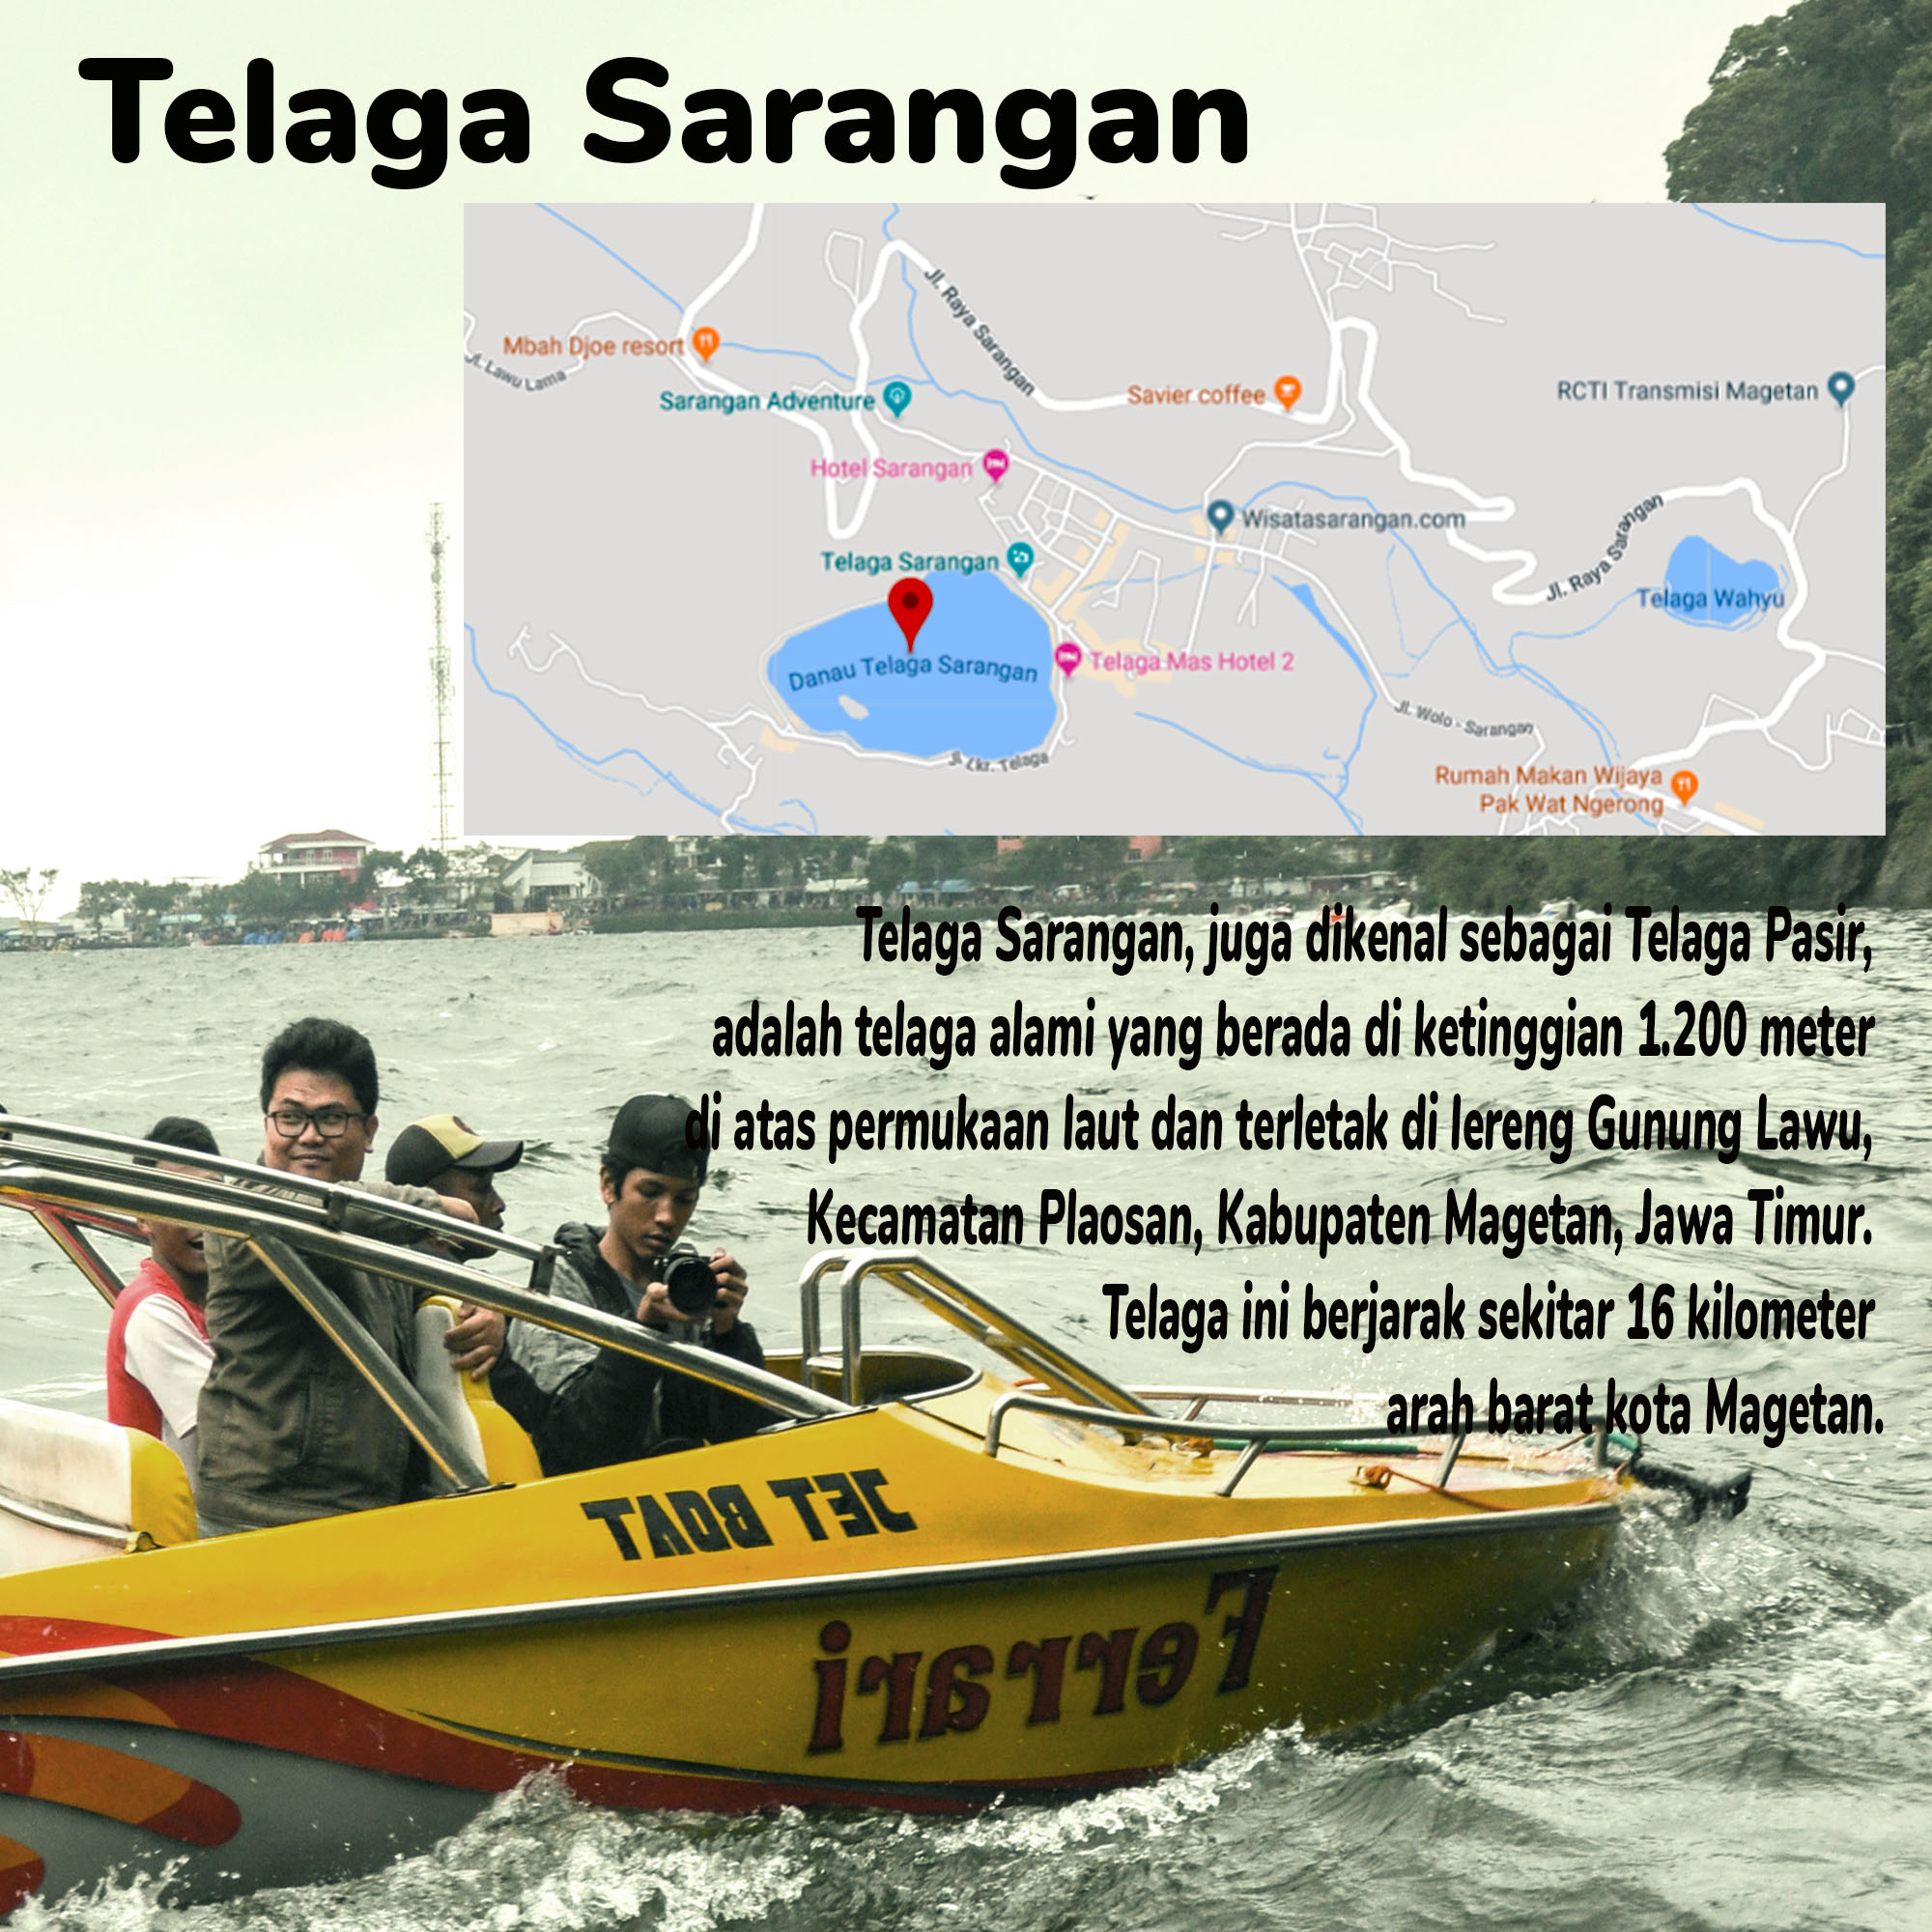 Telaga Sarangan
Jl. Raya Sarangan
Mbah Djoe resort
Jl. Lawu Lama
Sarangan Adventure
Savier coffee
RCTI Transmisi Magetan
Hotel Sarangan
Wisatasarangan.com
Jl. Raya Sarangan
Telaga Sarangan
Telaga Wahyu
Danau Telaga Sarangan
Telaga Mas Hotel 2
Jl. Wolo - Sarangan
Jl. Lkr. Telaga
Rumah Makan Wijaya
Pak Wat Ngerong
Telaga Sarangan, juga dikenal sebagai Telaga Pasir,
adalah telaga alami yang berada di ketinggian 1.200 meter
di atas permukaan laut dan terletak di lereng Gunung Lawu,
Kecamatan Plaosan, Kabupaten Magetan, Jawa Timur.
Telaga ini berjarak sekitar 16 kilometer
arah barat kota Magetan.
JET BOAT
Ferrari